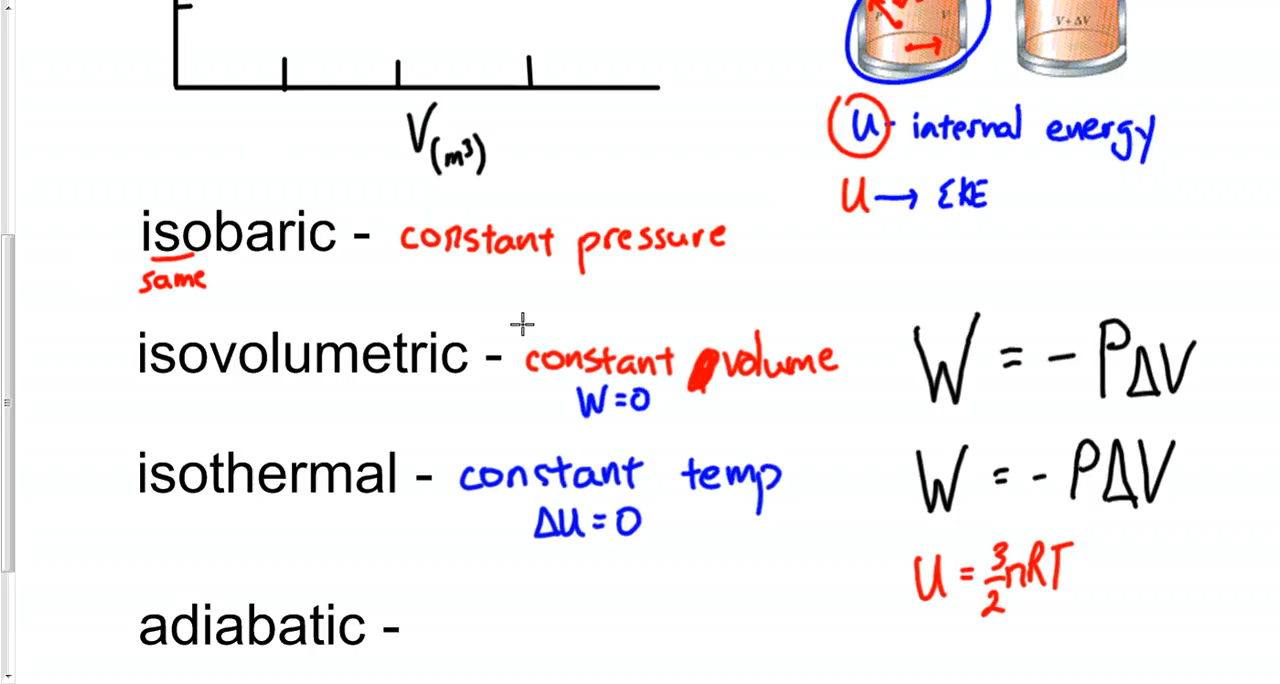 P V V + ΔV
V(m³)
U - internal energy
U → ΣKE
isobaric - constant pressure
same
isovolumetric - constant volume
W = 0
W = - PΔV
isothermal - constant temp
ΔU = 0
W = - PΔV
U = 3/2 nRT
adiabatic -